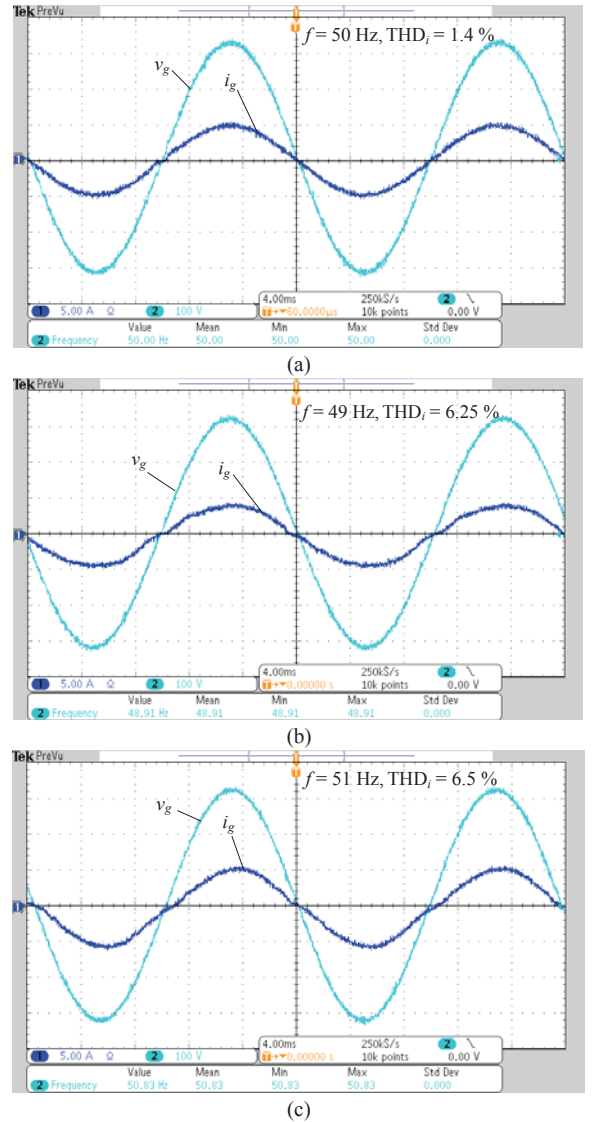 Tek PreVu
T
f = 50 Hz, THDi = 1.4 %
vg
ig
1
1 5.00 A Ω 2 100 V
4.00ms 250kS/s 2 \
T→▼60.0000µs 10k points 0.00 V
Value Mean Min Max Std Dev
2 Frequency 50.00 Hz 50.00 50.00 50.00 0.000
(a)
Tek PreVu
T
f = 49 Hz, THDi = 6.25 %
vg
ig
1
1 5.00 A Ω 2 100 V
4.00ms 250kS/s 2 \
T→▼0.00000 s 10k points 0.00 V
Value Mean Min Max Std Dev
2 Frequency 48.91 Hz 48.91 48.91 48.91 0.000
(b)
Tek PreVu
T
f = 51 Hz, THDi = 6.5 %
vg
ig
1
1 5.00 A Ω 2 100 V
4.00ms 250kS/s 2 \
T→▼0.00000 s 10k points 0.00 V
Value Mean Min Max Std Dev
2 Frequency 50.83 Hz 50.83 50.83 50.83 0.000
(c)